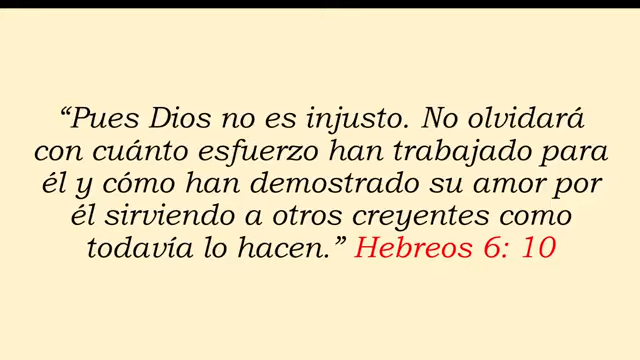 “Pues Dios no es injusto. No olvidará
con cuánto esfuerzo han trabajado para
él y cómo han demostrado su amor por
él sirviendo a otros creyentes como
todavía lo hacen.” Hebreos 6: 10